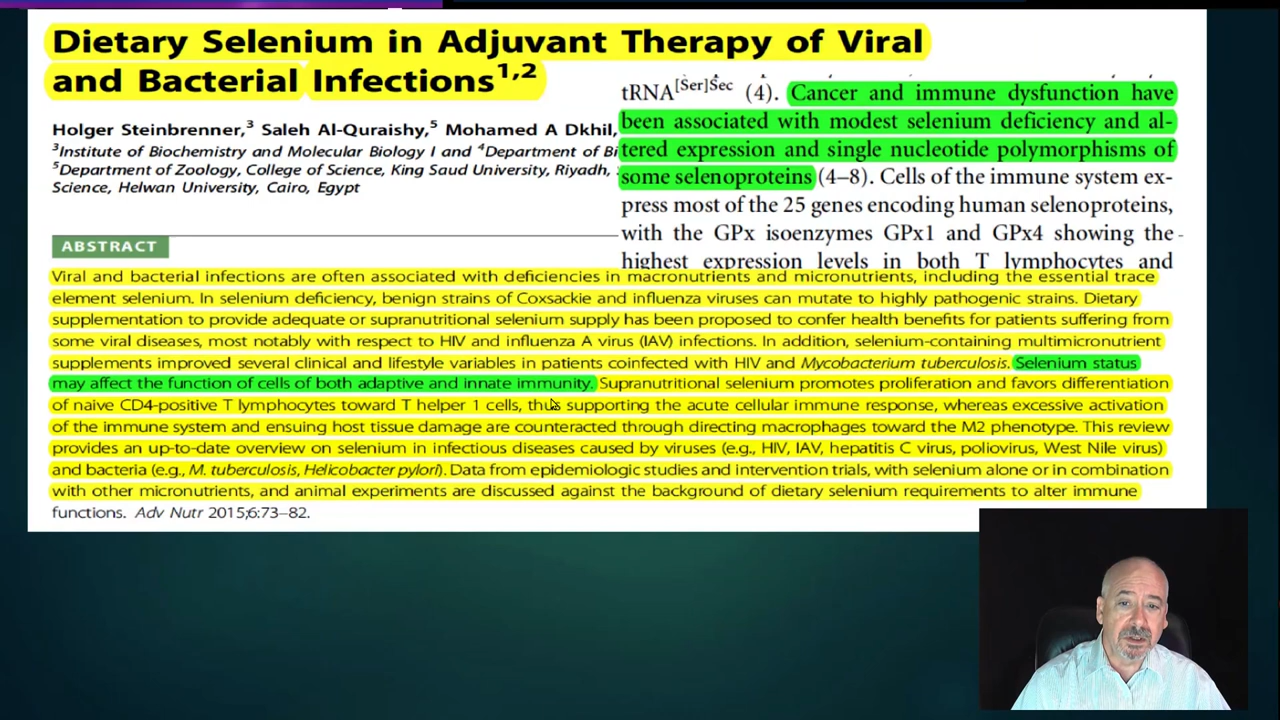 Dietary Selenium in Adjuvant Therapy of Viral
and Bacterial Infections1,2
Holger Steinbrenner,3 Saleh Al-Quraishy,5 Mohamed A Dkhil,
3Institute of Biochemistry and Molecular Biology I and 4Department of Bi
5Department of Zoology, College of Science, King Saud University, Riyadh,
Science, Helwan University, Cairo, Egypt
tRNA[Ser]Sec (4). Cancer and immune dysfunction have
been associated with modest selenium deficiency and al-
tered expression and single nucleotide polymorphisms of
some selenoproteins (4–8). Cells of the immune system ex-
press most of the 25 genes encoding human selenoproteins,
with the GPx isoenzymes GPx1 and GPx4 showing the
highest expression levels in both T lymphocytes and
ABSTRACT
Viral and bacterial infections are often associated with deficiencies in macronutrients and micronutrients, including the essential trace
element selenium. In selenium deficiency, benign strains of Coxsackie and influenza viruses can mutate to highly pathogenic strains. Dietary
supplementation to provide adequate or supranutritional selenium supply has been proposed to confer health benefits for patients suffering from
some viral diseases, most notably with respect to HIV and influenza A virus (IAV) infections. In addition, selenium-containing multimicronutrient
supplements improved several clinical and lifestyle variables in patients coinfected with HIV and Mycobacterium tuberculosis. Selenium status
may affect the function of cells of both adaptive and innate immunity. Supranutritional selenium promotes proliferation and favors differentiation
of naive CD4-positive T lymphocytes toward T helper 1 cells, thus supporting the acute cellular immune response, whereas excessive activation
of the immune system and ensuing host tissue damage are counteracted through directing macrophages toward the M2 phenotype. This review
provides an up-to-date overview on selenium in infectious diseases caused by viruses (e.g., HIV, IAV, hepatitis C virus, poliovirus, West Nile virus)
and bacteria (e.g., M. tuberculosis, Helicobacter pylori). Data from epidemiologic studies and intervention trials, with selenium alone or in combination
with other micronutrients, and animal experiments are discussed against the background of dietary selenium requirements to alter immune
functions. Adv Nutr 2015;6:73–82.